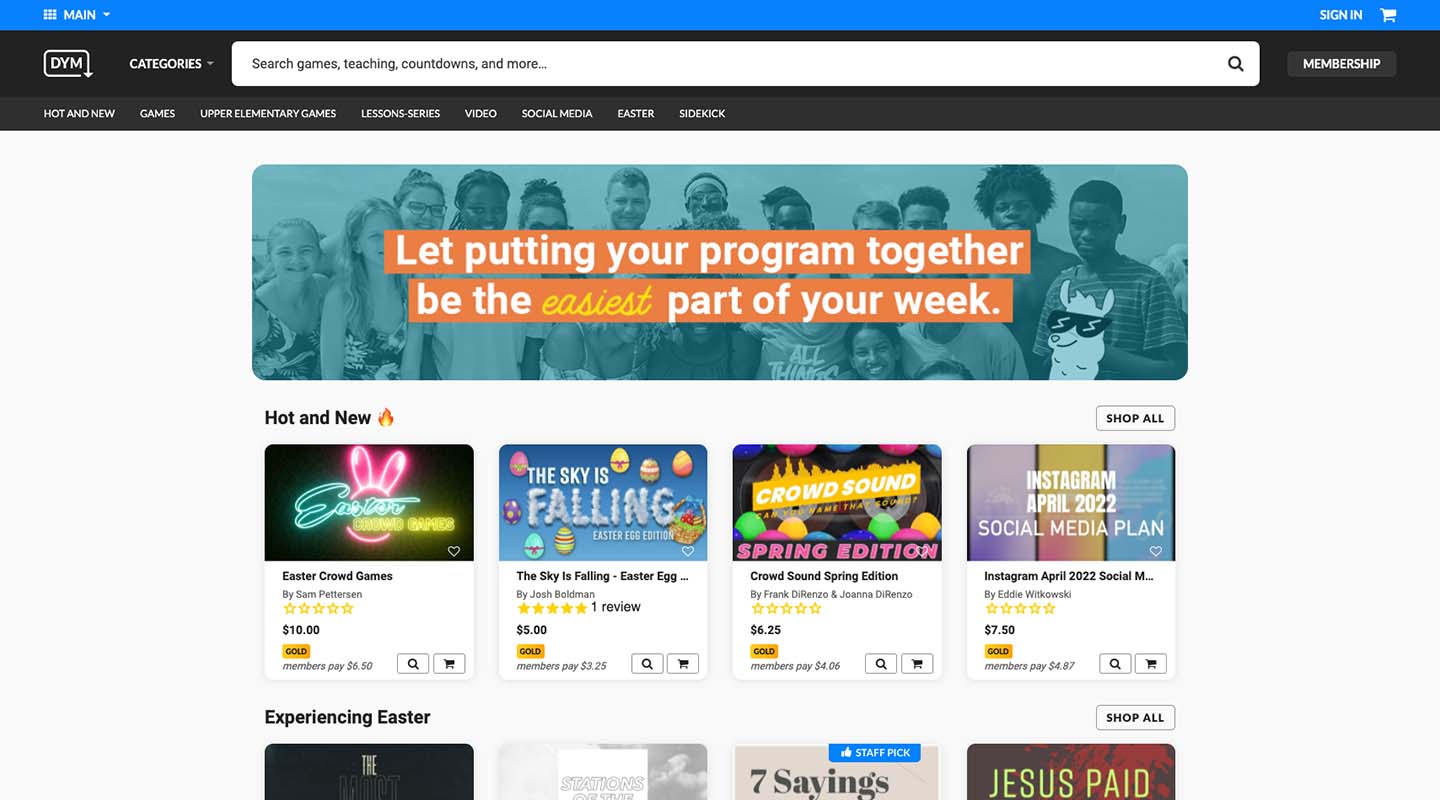 MAIN
SIGN IN
DYM
CATEGORIES
Search games, teaching, countdowns, and more...
MEMBERSHIP
HOT AND NEW
GAMES
UPPER ELEMENTARY GAMES
LESSONS-SERIES
VIDEO
SOCIAL MEDIA
EASTER
SIDEKICK
Let putting your program together
be the easiest part of your week.
ALL
THINGS
Hot and New
SHOP ALL
Easter
CROWD GAMES
Easter Crowd Games
By Sam Pettersen
$10.00
GOLD
members pay $6.50
THE SKY IS
FALLING
EASTER EGG EDITION
The Sky Is Falling - Easter Egg ...
By Josh Boldman
1 review
$5.00
GOLD
members pay $3.25
CROWD SOUND
CAN YOU NAME THAT SOUND?
SPRING EDITION
Crowd Sound Spring Edition
By Frank DiRenzo & Joanna DiRenzo
$6.25
GOLD
members pay $4.06
INSTAGRAM
APRIL 2022
SOCIAL MEDIA PLAN
Instagram April 2022 Social M...
By Eddie Witkowski
$7.50
GOLD
members pay $4.87
Experiencing Easter
SHOP ALL
THE
MOST
STATIONS
OF THE
STAFF PICK
7 Sayings
JESUS PAID